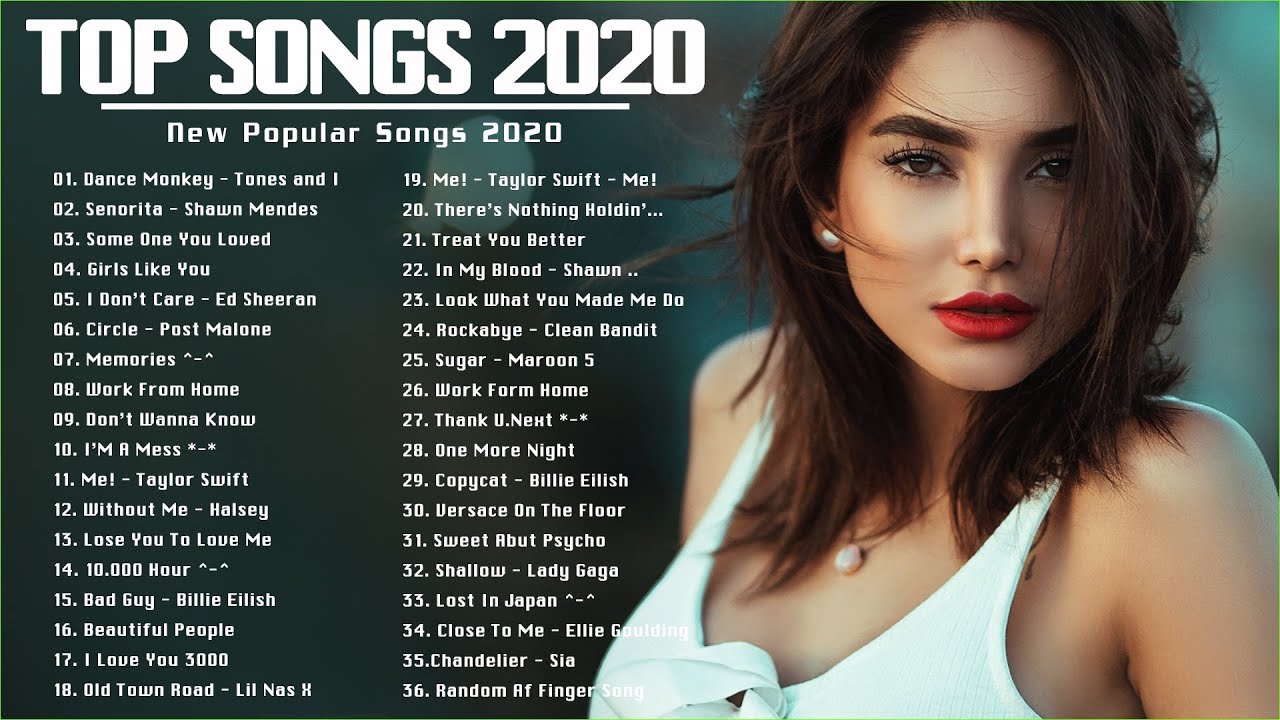 TOP SONGS 2020
New Popular Songs 2020
01. Dance Monkey - Tones and I
02. Senorita - Shawn Mendes
03. Some One You Loved
04. Girls Like You
05. I Don't Care - Ed Sheeran
06. Circle - Post Malone
07. Memories ^-^
08. Work From Home
09. Don't Wanna Know
10. I'M A Mess *-*
11. Me! - Taylor Swift
12. Without Me - Halsey
13. Lose You To Love Me
14. 10.000 Hour ^-^
15. Bad Guy - Billie Eilish
16. Beautiful People
17. I Love You 3000
18. Old Town Road - Lil Nas X
19. Me! - Taylor Swift - Me!
20. There's Nothing Holdin'...
21. Treat You Better
22. In My Blood - Shawn ..
23. Look What You Made Me Do
24. Rockabye - Clean Bandit
25. Sugar - Maroon 5
26. Work Form Home
27. Thank U.Next *-*
28. One More Night
29. Copycat - Billie Eilish
30. Versace On The Floor
31. Sweet Abut Psycho
32. Shallow - Lady Gaga
33. Lost In Japan ^-^
34. Close To Me - Ellie Goulding
35.Chandelier - Sia
36. Random Af Finger Song